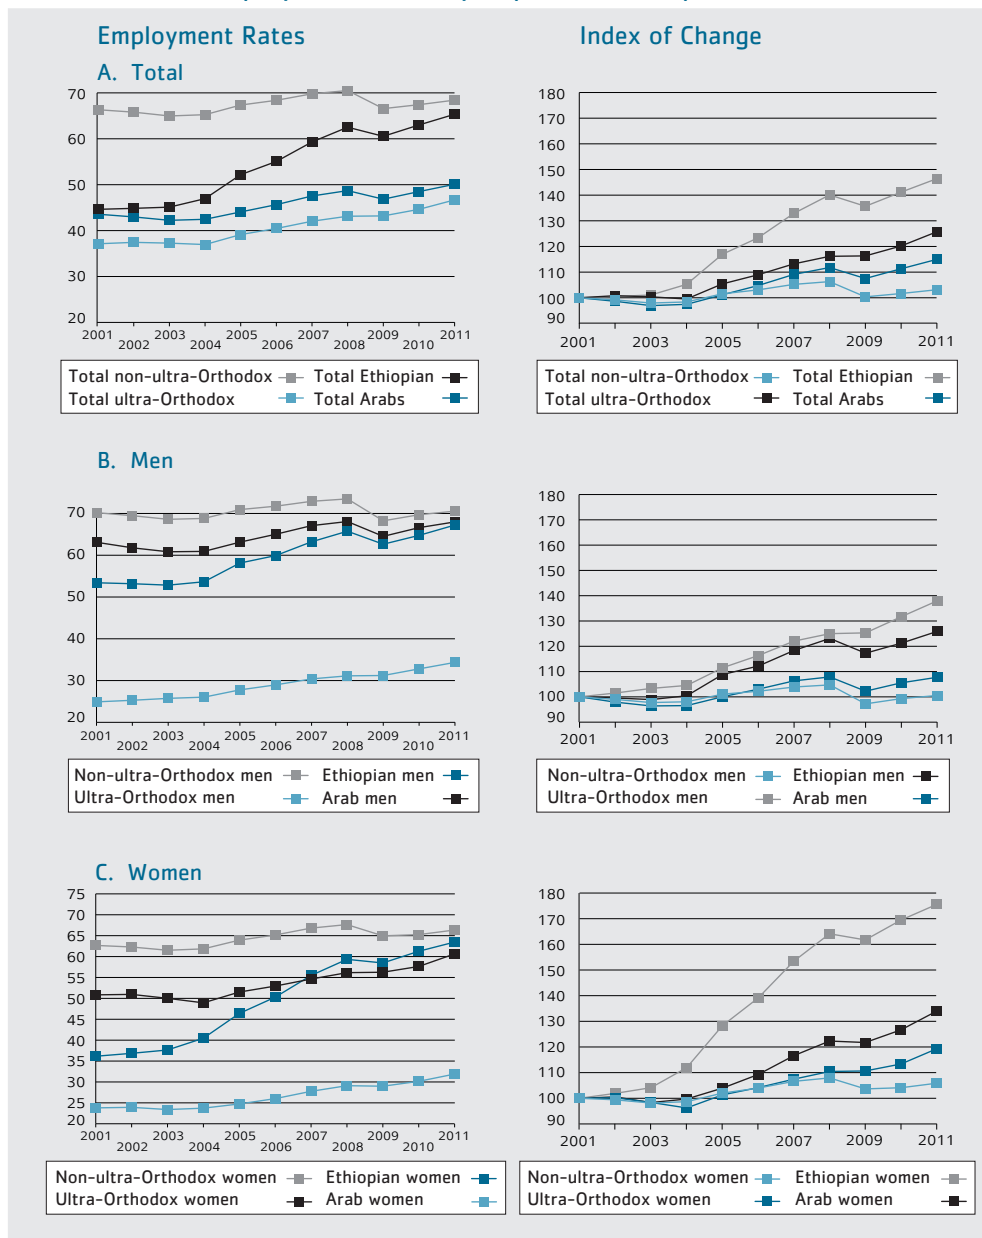 Employment Rates
Index of Change
A. Total
70
60
50
40
30
20
2001 2002 2003 2004 2005 2006 2007 2008 2009 2010 2011
180
170
160
150
140
130
120
110
100
90
2001 2003 2005 2007 2009 2011
Total non-ultra-Orthodox Total Ethiopian
Total ultra-Orthodox Total Arabs
Total non-ultra-Orthodox Total Ethiopian
Total ultra-Orthodox Total Arabs
B. Men
70
60
50
40
30
20
2001 2002 2003 2004 2005 2006 2007 2008 2009 2010 2011
180
170
160
150
140
130
120
110
100
90
2001 2003 2005 2007 2009 2011
Non-ultra-Orthodox men Ethiopian men
Ultra-Orthodox men Arab men
Non-ultra-Orthodox men Ethiopian men
Ultra-Orthodox men Arab men
C. Women
75
70
65
60
55
50
45
40
35
30
25
20
2001 2002 2003 2004 2005 2006 2007 2008 2009 2010 2011
180
170
160
150
140
130
120
110
100
90
2001 2003 2005 2007 2009 2011
Non-ultra-Orthodox women Ethiopian women
Ultra-Orthodox women Arab women
Non-ultra-Orthodox women Ethiopian women
Ultra-Orthodox women Arab women